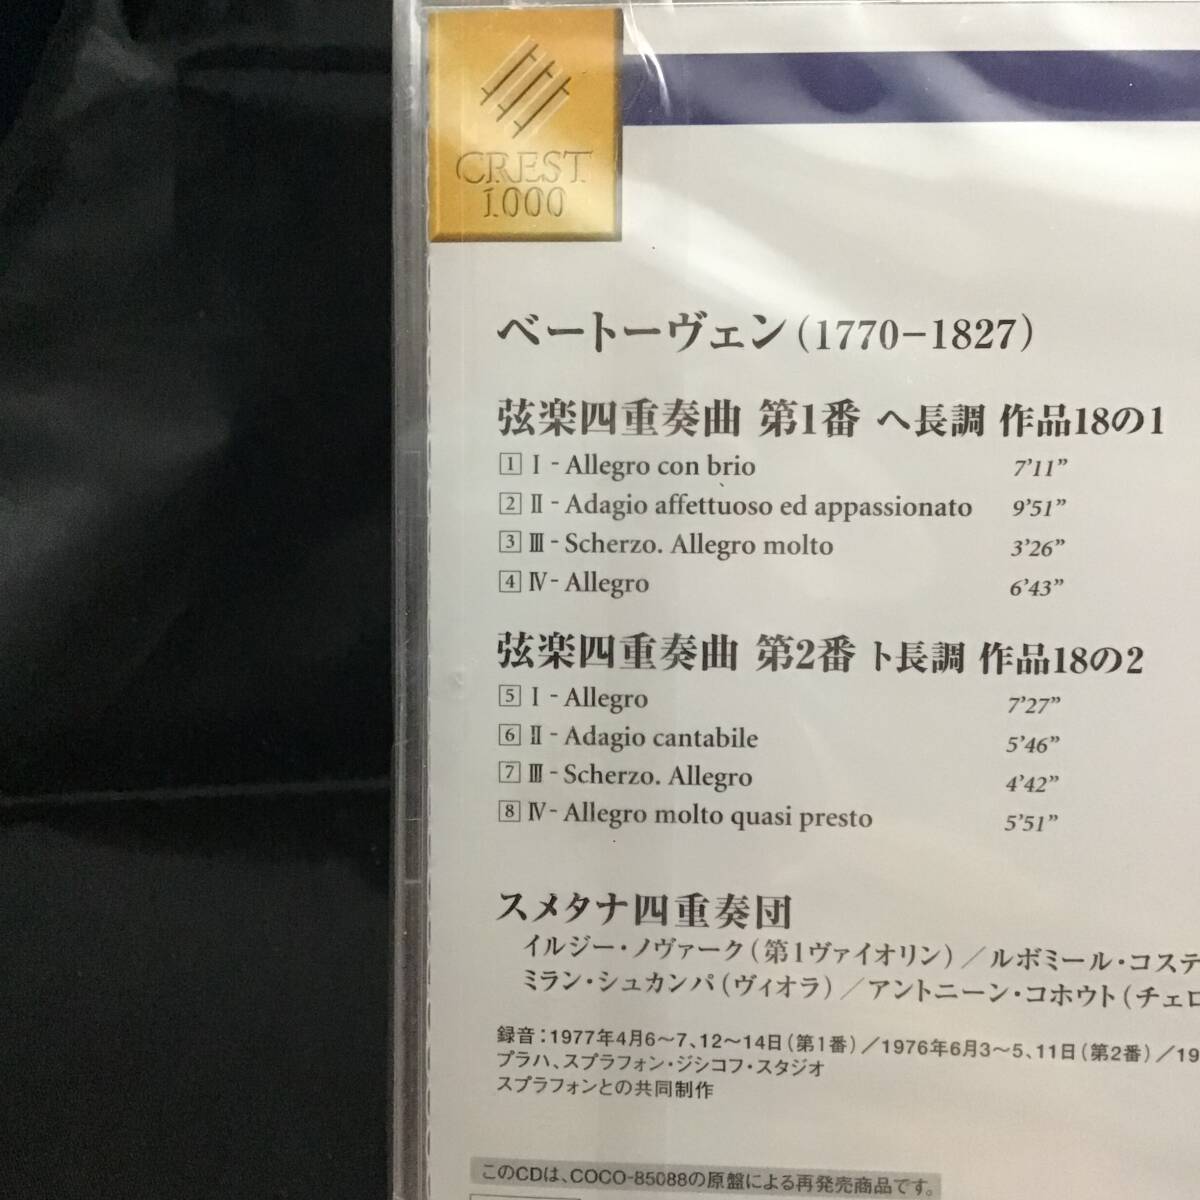 CREST
1000
ベートーヴェン(1770−1827)
弦楽四重奏曲 第1番 ヘ長調 作品18の1
1 Ⅰ - Allegro con brio 7'11”
2 Ⅱ - Adagio affettuoso ed appassionato 9'51”
3 Ⅲ - Scherzo. Allegro molto 3'26”
4 Ⅳ - Allegro 6'43”
弦楽四重奏曲 第2番 ト長調 作品18の2
5 Ⅰ - Allegro 7'27”
6 Ⅱ - Adagio cantabile 5'46”
7 Ⅲ - Scherzo. Allegro 4'42”
8 Ⅳ - Allegro molto quasi presto 5'51”
スメタナ四重奏団
イルジー・ノヴァーク(第1ヴァイオリン)／ルボミール・コステ
ミラン・シュカンパ(ヴィオラ)／アントニーン・コホウト(チェロ
録音：1977年4月6〜7、12〜14日(第1番)／1976年6月3〜5、11日(第2番)／19
プラハ、スプラフォン・ジシコフ・スタジオ
スプラフォンとの共同制作
このCDは、COCO-85088の原盤による再発売商品です。